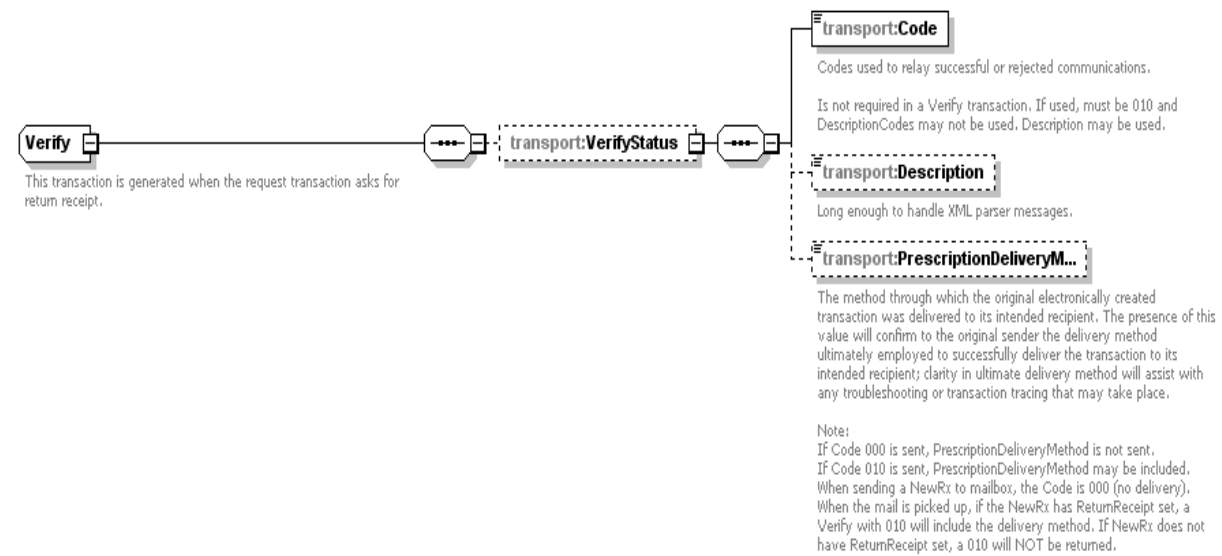 Verify
This transaction is generated when the request transaction asks for
return receipt.
transport:VerifyStatus
transport:Code
Codes used to relay successful or rejected communications.
Is not required in a Verify transaction. If used, must be 010 and
DescriptionCodes may not be used. Description may be used.
transport:Description
Long enough to handle XML parser messages.
transport:PrescriptionDeliveryM...
The method through which the original electronically created
transaction was delivered to its intended recipient. The presence of this
value will confirm to the original sender the delivery method
ultimately employed to successfully deliver the transaction to its
intended recipient; clarity in ultimate delivery method will assist with
any troubleshooting or transaction tracing that may take place.
Note:
If Code 000 is sent, PrescriptionDeliveryMethod is not sent.
If Code 010 is sent, PrescriptionDeliveryMethod may be included.
When sending a NewRx to mailbox, the Code is 000 (no delivery).
When the mail is picked up, if the NewRx has ReturnReceipt set, a
Verify with 010 will include the delivery method. If NewRx does not
have ReturnReceipt set, a 010 will NOT be returned.